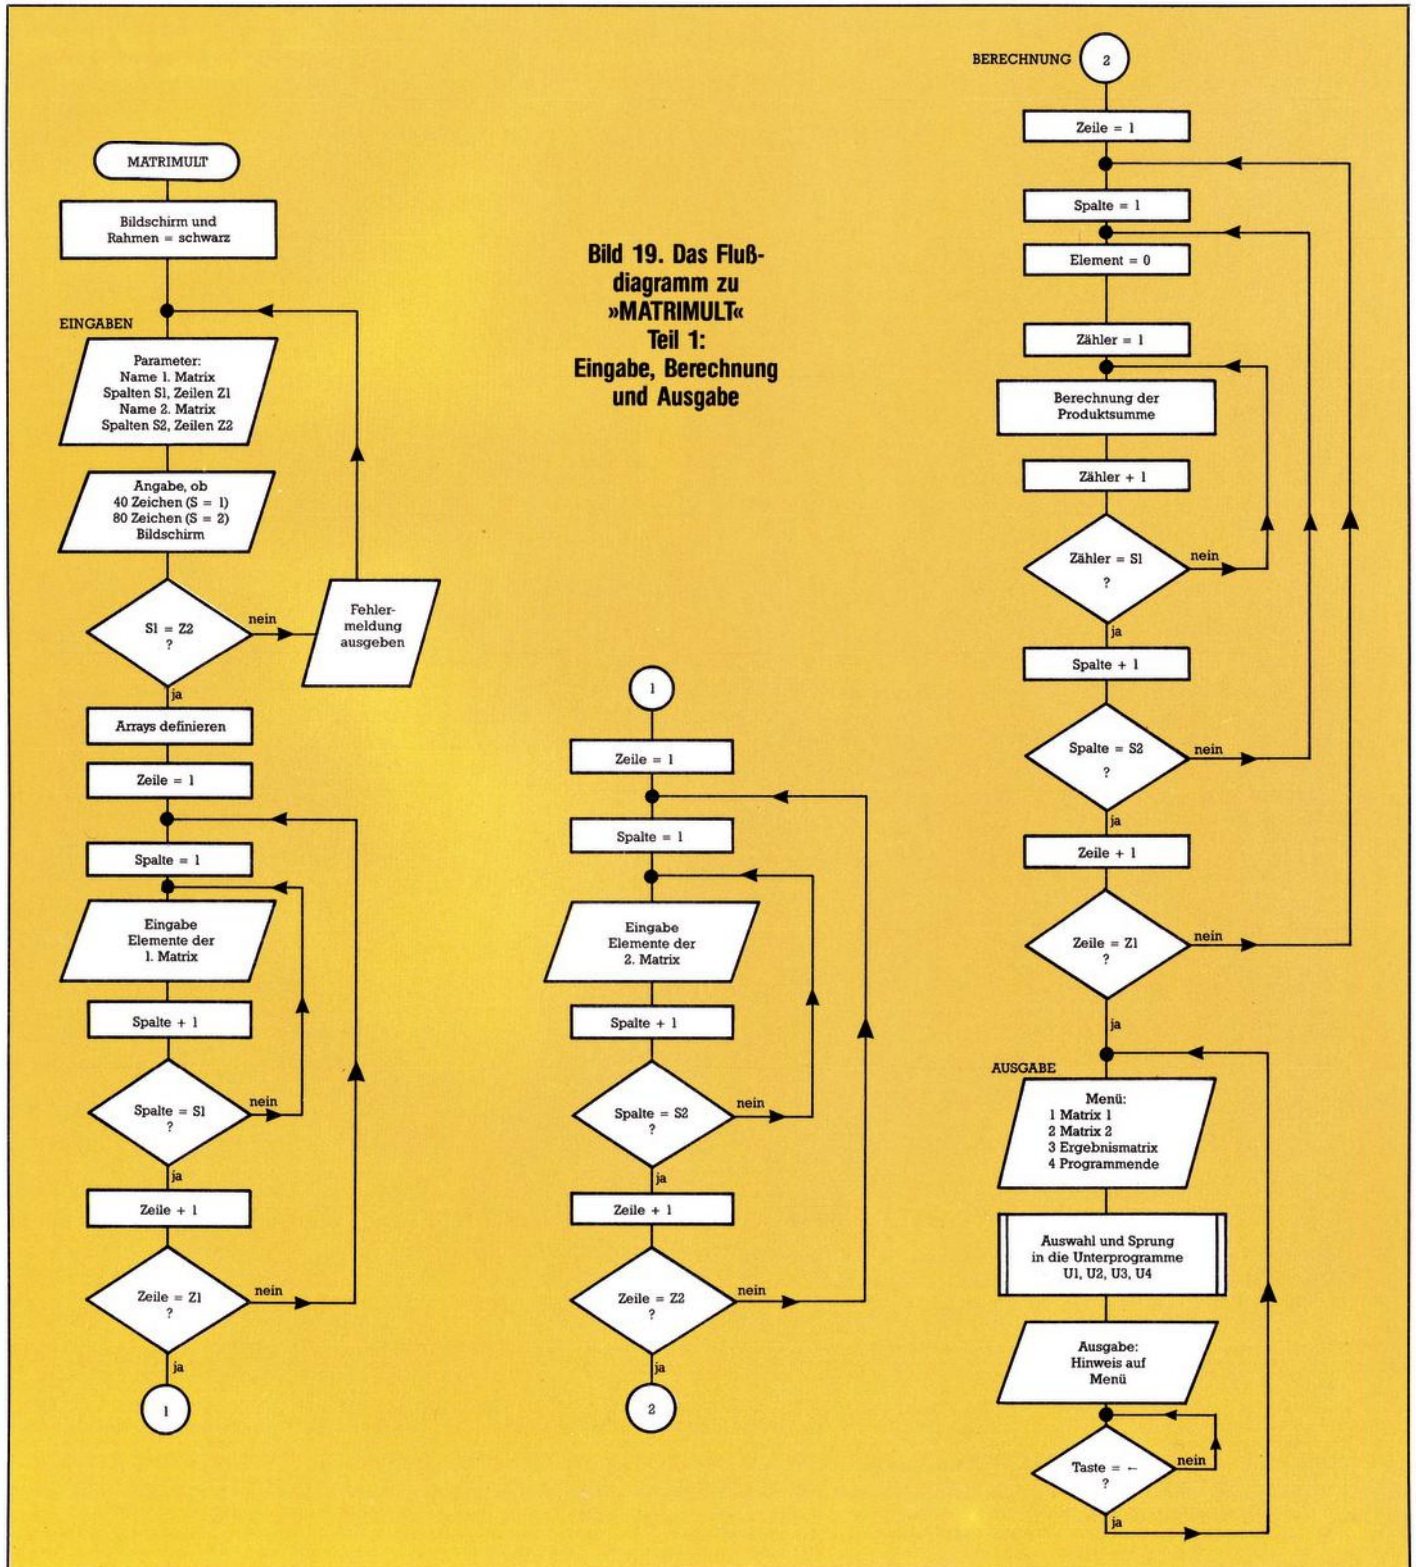 MATRIMULT
Bildschirm und
Rahmen = schwarz
EINGABEN
Parameter:
Name 1. Matrix
Spalten S1, Zeilen Z1
Name 2. Matrix
Spalten S2, Zeilen Z2
Angabe, ob
40 Zeichen (S = 1)
80 Zeichen (S = 2)
Bildschirm
S1 = Z2
?
nein
Fehler-
meldung
ausgeben
ja
Arrays definieren
Zeile = 1
Spalte = 1
Eingabe
Elemente der
1. Matrix
Spalte + 1
Spalte = S1
?
nein
ja
Zeile + 1
Zeile = Z1
?
nein
ja
1
Bild 19. Das Fluß-
diagramm zu
»MATRIMULT«
Teil 1:
Eingabe, Berechnung
und Ausgabe
1
Zeile = 1
Spalte = 1
Eingabe
Elemente der
2. Matrix
Spalte + 1
Spalte = S2
?
nein
ja
Zeile + 1
Zeile = Z2
?
nein
ja
2
BERECHNUNG
2
Zeile = 1
Spalte = 1
Element = 0
Zähler = 1
Berechnung der
Produktsumme
Zähler + 1
Zähler = S1
?
nein
ja
Spalte + 1
Spalte = S2
?
nein
ja
Zeile + 1
Zeile = Z1
?
nein
ja
AUSGABE
Menü:
1 Matrix 1
2 Matrix 2
3 Ergebnismatrix
4 Programmende
Auswahl und Sprung
in die Unterprogramme
U1, U2, U3, U4
Ausgabe:
Hinweis auf
Menü
Taste = ←
?
nein
ja